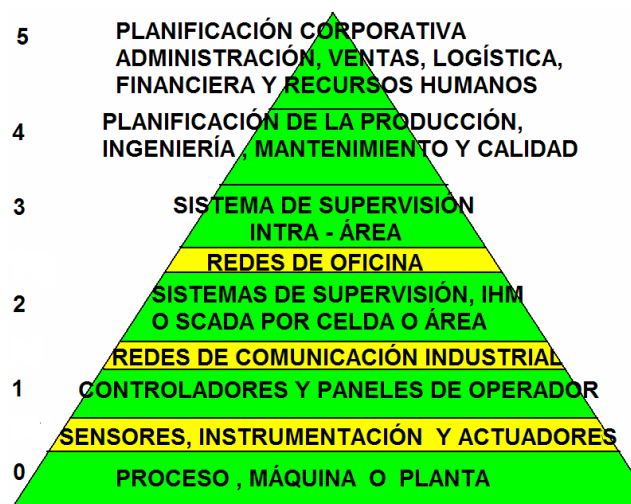 5
PLANIFICACIÓN CORPORATIVA
ADMINISTRACIÓN, VENTAS, LOGÍSTICA,
FINANCIERA Y RECURSOS HUMANOS
4
PLANIFICACIÓN DE LA PRODUCCIÓN,
INGENIERÍA , MANTENIMIENTO Y CALIDAD
3
SISTEMA DE SUPERVISIÓN
INTRA - ÁREA
REDES DE OFICINA
2
SISTEMAS DE SUPERVISIÓN, IHM
O SCADA POR CELDA O ÁREA
REDES DE COMUNICACIÓN INDUSTRIAL
1
CONTROLADORES Y PANELES DE OPERADOR
SENSORES, INSTRUMENTACIÓN Y ACTUADORES
0
PROCESO , MÁQUINA O PLANTA